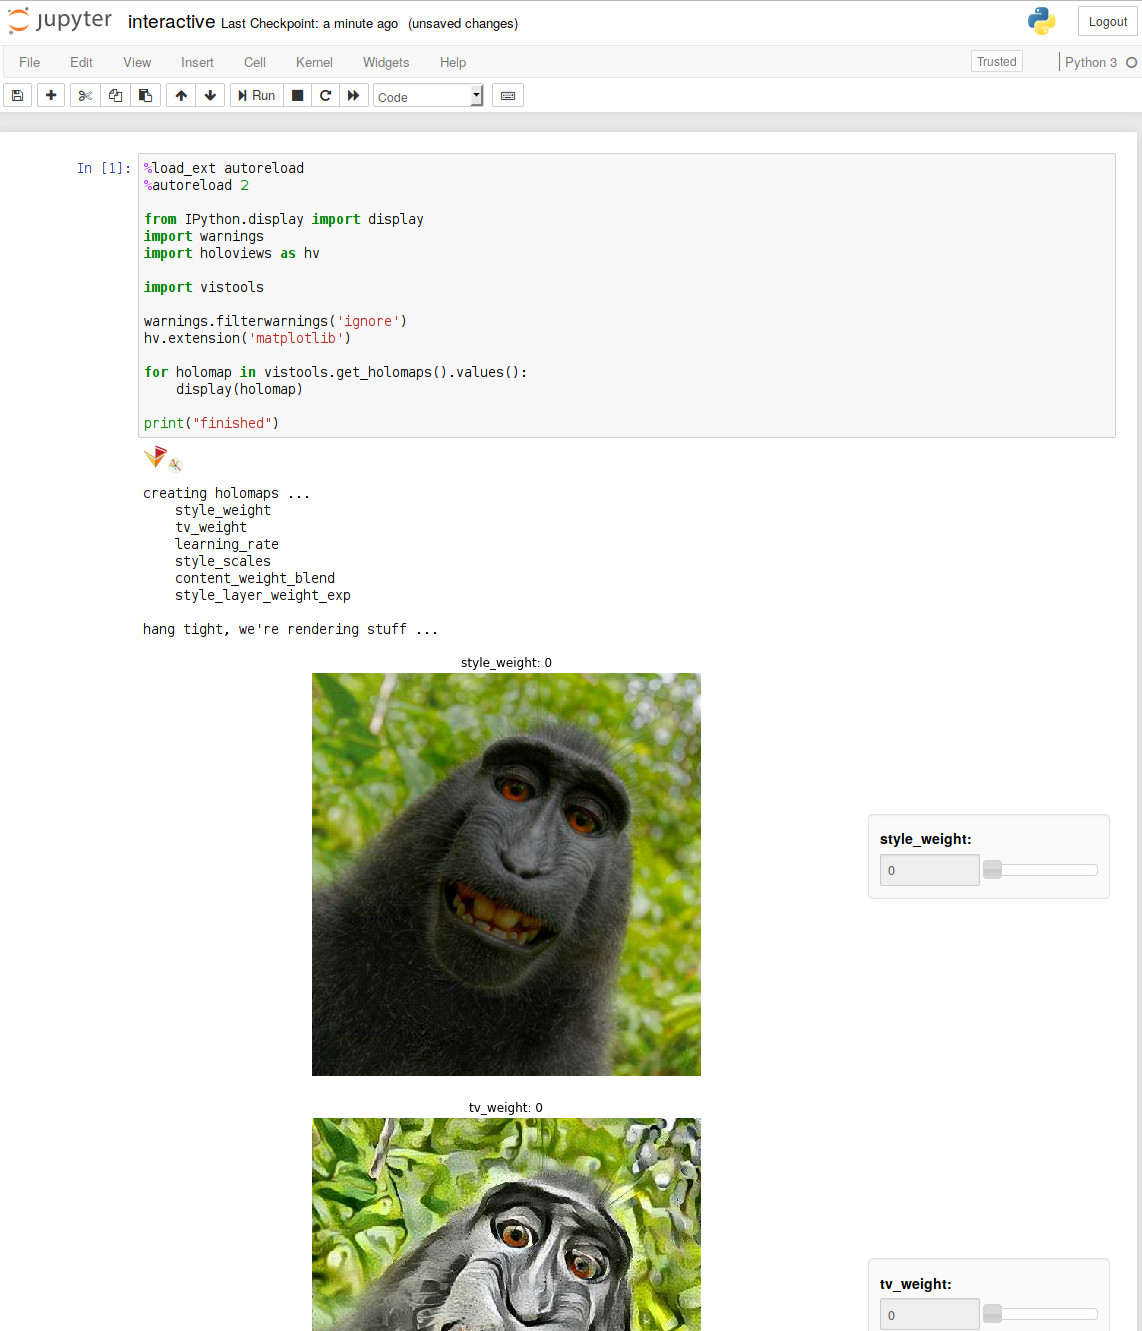 jupyter interactive Last Checkpoint: a minute ago (unsaved changes) Logout
File Edit View Insert Cell Kernel Widgets Help Trusted Python 3
Run Code
In [1]: %load_ext autoreload
%autoreload 2
from IPython.display import display
import warnings
import holoviews as hv
import vistools
warnings.filterwarnings('ignore')
hv.extension('matplotlib')
for holomap in vistools.get_holomaps().values():
    display(holomap)
print("finished")
creating holomaps ...
    style_weight
    tv_weight
    learning_rate
    style_scales
    content_weight_blend
    style_layer_weight_exp
hang tight, we're rendering stuff ...
style_weight: 0
style_weight:
0
tv_weight: 0
tv_weight:
0